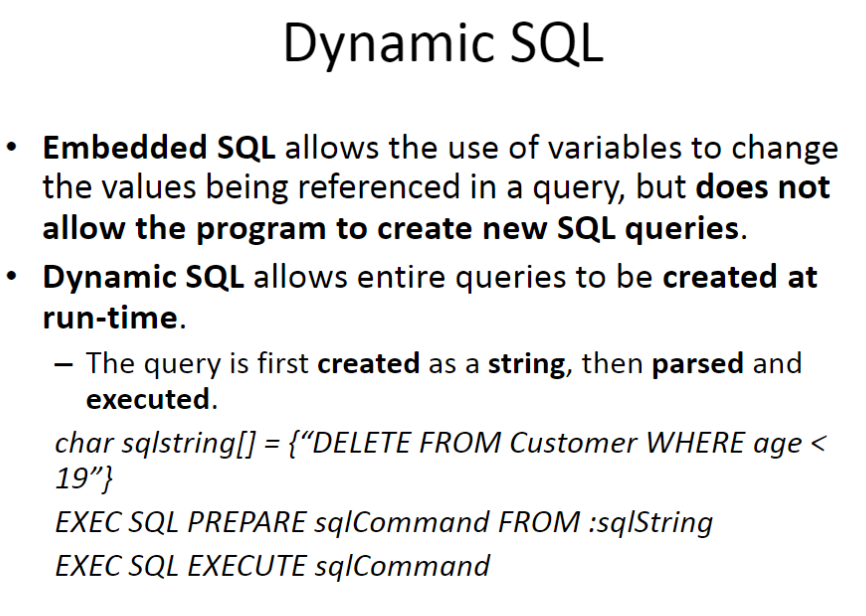 Dynamic SQL
• Embedded SQL allows the use of variables to change
the values being referenced in a query, but does not
allow the program to create new SQL queries.
• Dynamic SQL allows entire queries to be created at
run-time.
– The query is first created as a string, then parsed and
executed.
char sqlstring[] = {“DELETE FROM Customer WHERE age <
19”}
EXEC SQL PREPARE sqlCommand FROM :sqlString
EXEC SQL EXECUTE sqlCommand